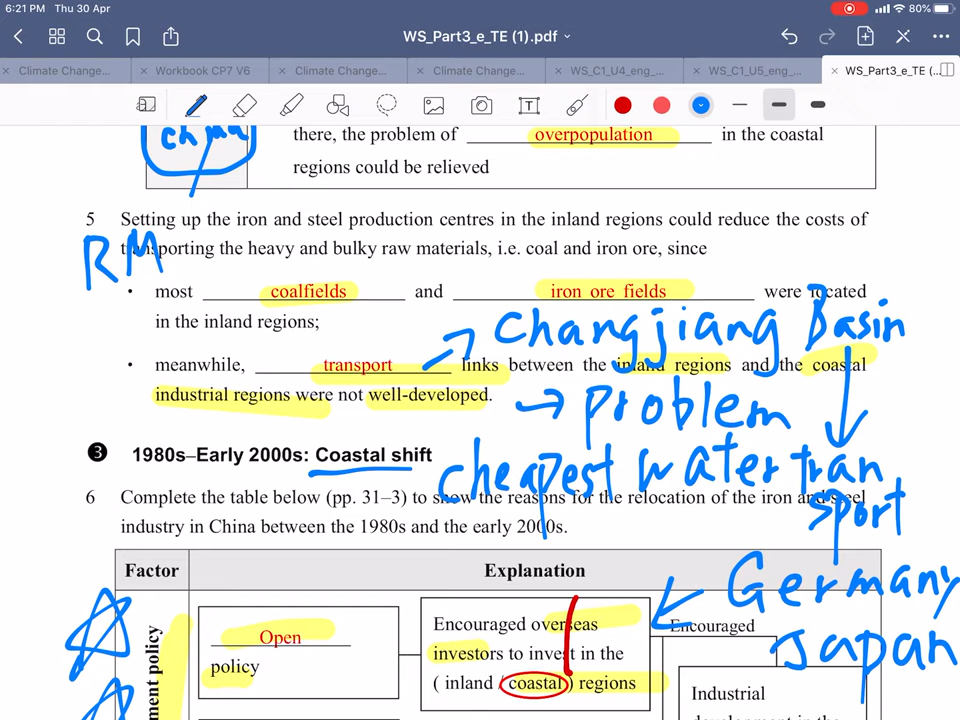 6:21 PM Thu 30 Apr 80%
WS_Part3_e_TE (1).pdf
Climate Change... Workbook CP7 V6 Climate Change... Climate Change... WS_C1_U4_eng_... WS_C1_U5_eng_... WS_Part3_e_TE (...
china
there, the problem of overpopulation in the coastal
regions could be relieved
5 Setting up the iron and steel production centres in the inland regions could reduce the costs of
transporting the heavy and bulky raw materials, i.e. coal and iron ore, since
RM
• most coalfields and iron ore fields were located
in the inland regions;
Changjiang Basin
• meanwhile, transport links between the inland regions and the coastal
industrial regions were not well-developed.
→ problem
3 1980s–Early 2000s: Coastal shift
cheapest water tran
sport
6 Complete the table below (pp. 31–3) to show the reasons for the relocation of the iron and steel
industry in China between the 1980s and the early 2000s.
Factor Explanation
Germany
Japan
Open
policy
Encouraged overseas
investors to invest in the
( inland / coastal ) regions
Encouraged
Industrial
ment policy